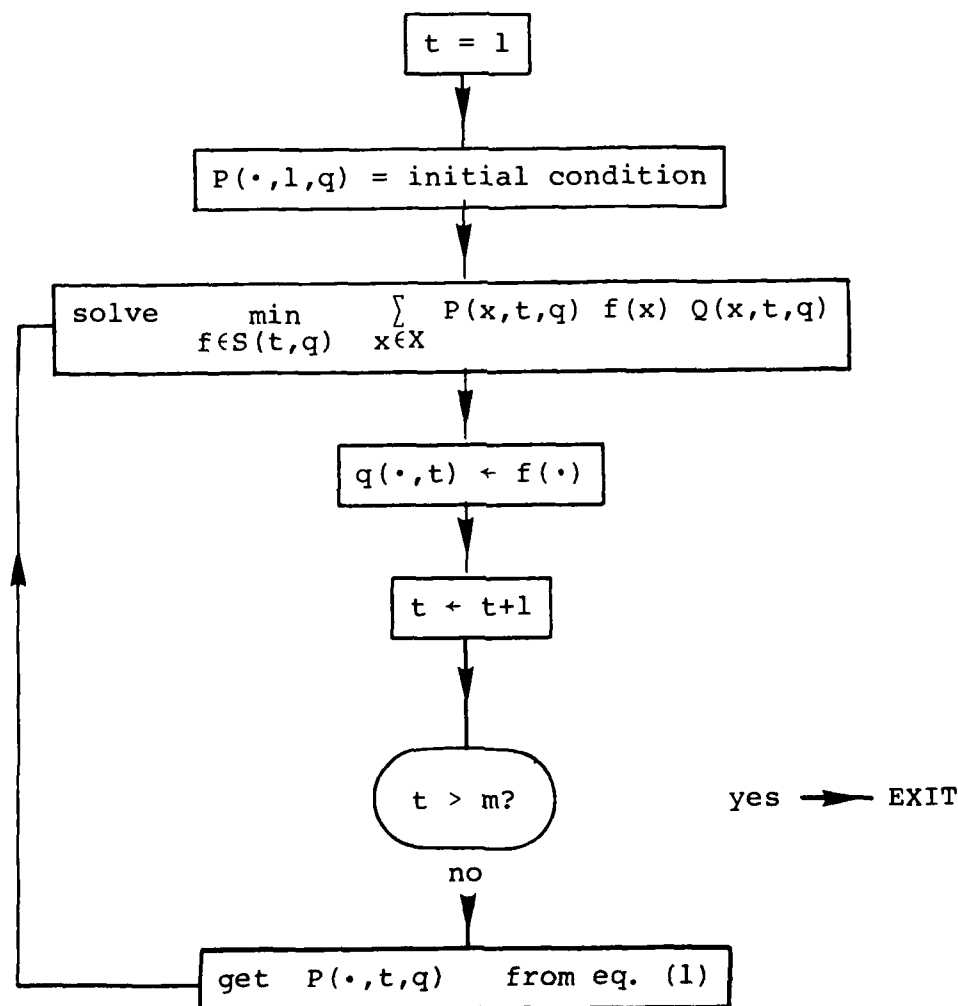 t = 1
P(·,1,q) = initial condition
solve min ∑ P(x,t,q) f(x) Q(x,t,q)
f∈S(t,q) x∈X
q(·,t) ← f(·)
t ← t+1
t > m?
yes → EXIT
no
get P(·,t,q) from eq. (1)